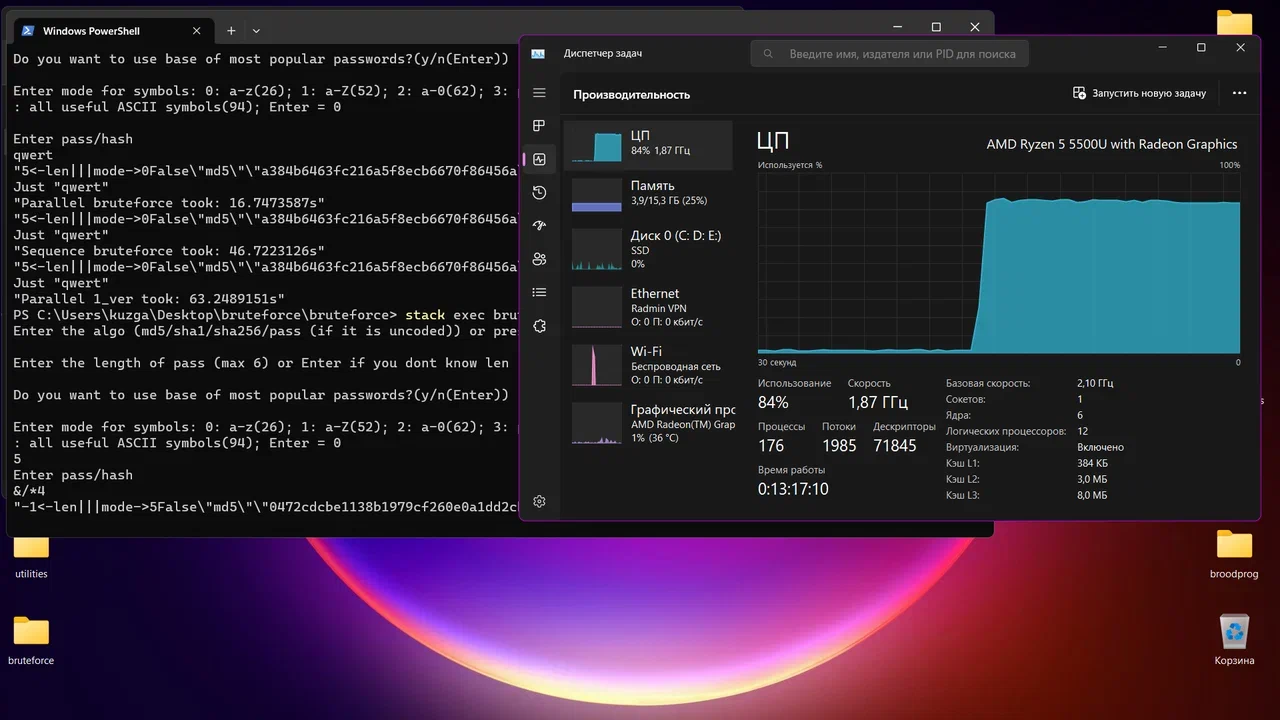 Windows PowerShell
Do you want to use base of most popular passwords?(y/n(Enter))
Enter mode for symbols: 0: a-z(26); 1: a-Z(52); 2: a-0(62); 3:
: all useful ASCII symbols(94); Enter = 0
Enter pass/hash
qwert
"5<-len|||mode->0False\"md5\"\"a384b6463fc216a5f8ecb6670f86456a
Just "qwert"
"Parallel bruteforce took: 16.7473587s"
"5<-len|||mode->0False\"md5\"\"a384b6463fc216a5f8ecb6670f86456a
Just "qwert"
"Sequence bruteforce took: 46.7223126s"
"5<-len|||mode->0False\"md5\"\"a384b6463fc216a5f8ecb6670f86456a
Just "qwert"
"Parallel 1_ver took: 63.2489151s"
PS C:\Users\kuzga\Desktop\bruteforce\bruteforce> stack exec bru
Enter the algo (md5/sha1/sha256/pass (if it is uncoded)) or pre
Enter the length of pass (max 6) or Enter if you dont know len
Do you want to use base of most popular passwords?(y/n(Enter))
Enter mode for symbols: 0: a-z(26); 1: a-Z(52); 2: a-0(62); 3:
: all useful ASCII symbols(94); Enter = 0
5
Enter pass/hash
&/*4
"-1<-len|||mode->5False\"md5\"\"0472cdcbe1138b1979cf260e0a1dd2c
Диспетчер задач
Введите имя, издателя или PID для поиска
Производительность
Запустить новую задачу
ЦП
84% 1,87 ГГц
Память
3,9/15,3 ГБ (25%)
Диск 0 (C: D: E:)
SSD
0%
Ethernet
Radmin VPN
О: 0 П: 0 кбит/с
Wi-Fi
Беспроводная сеть
О: 0 П: 0 кбит/с
Графический прс
AMD Radeon(TM) Grap
1% (36 °C)
ЦП
AMD Ryzen 5 5500U with Radeon Graphics
Используется %
100%
30 секунд
0
Использование
84%
Скорость
1,87 ГГц
Процессы
176
Потоки
1985
Дескрипторы
71845
Время работы
0:13:17:10
Базовая скорость: 2,10 ГГц
Сокетов: 1
Ядра: 6
Логических процессоров: 12
Виртуализация: Включено
Кэш L1: 384 КБ
Кэш L2: 3,0 МБ
Кэш L3: 8,0 МБ
utilities
bruteforce
broodprog
Корзина